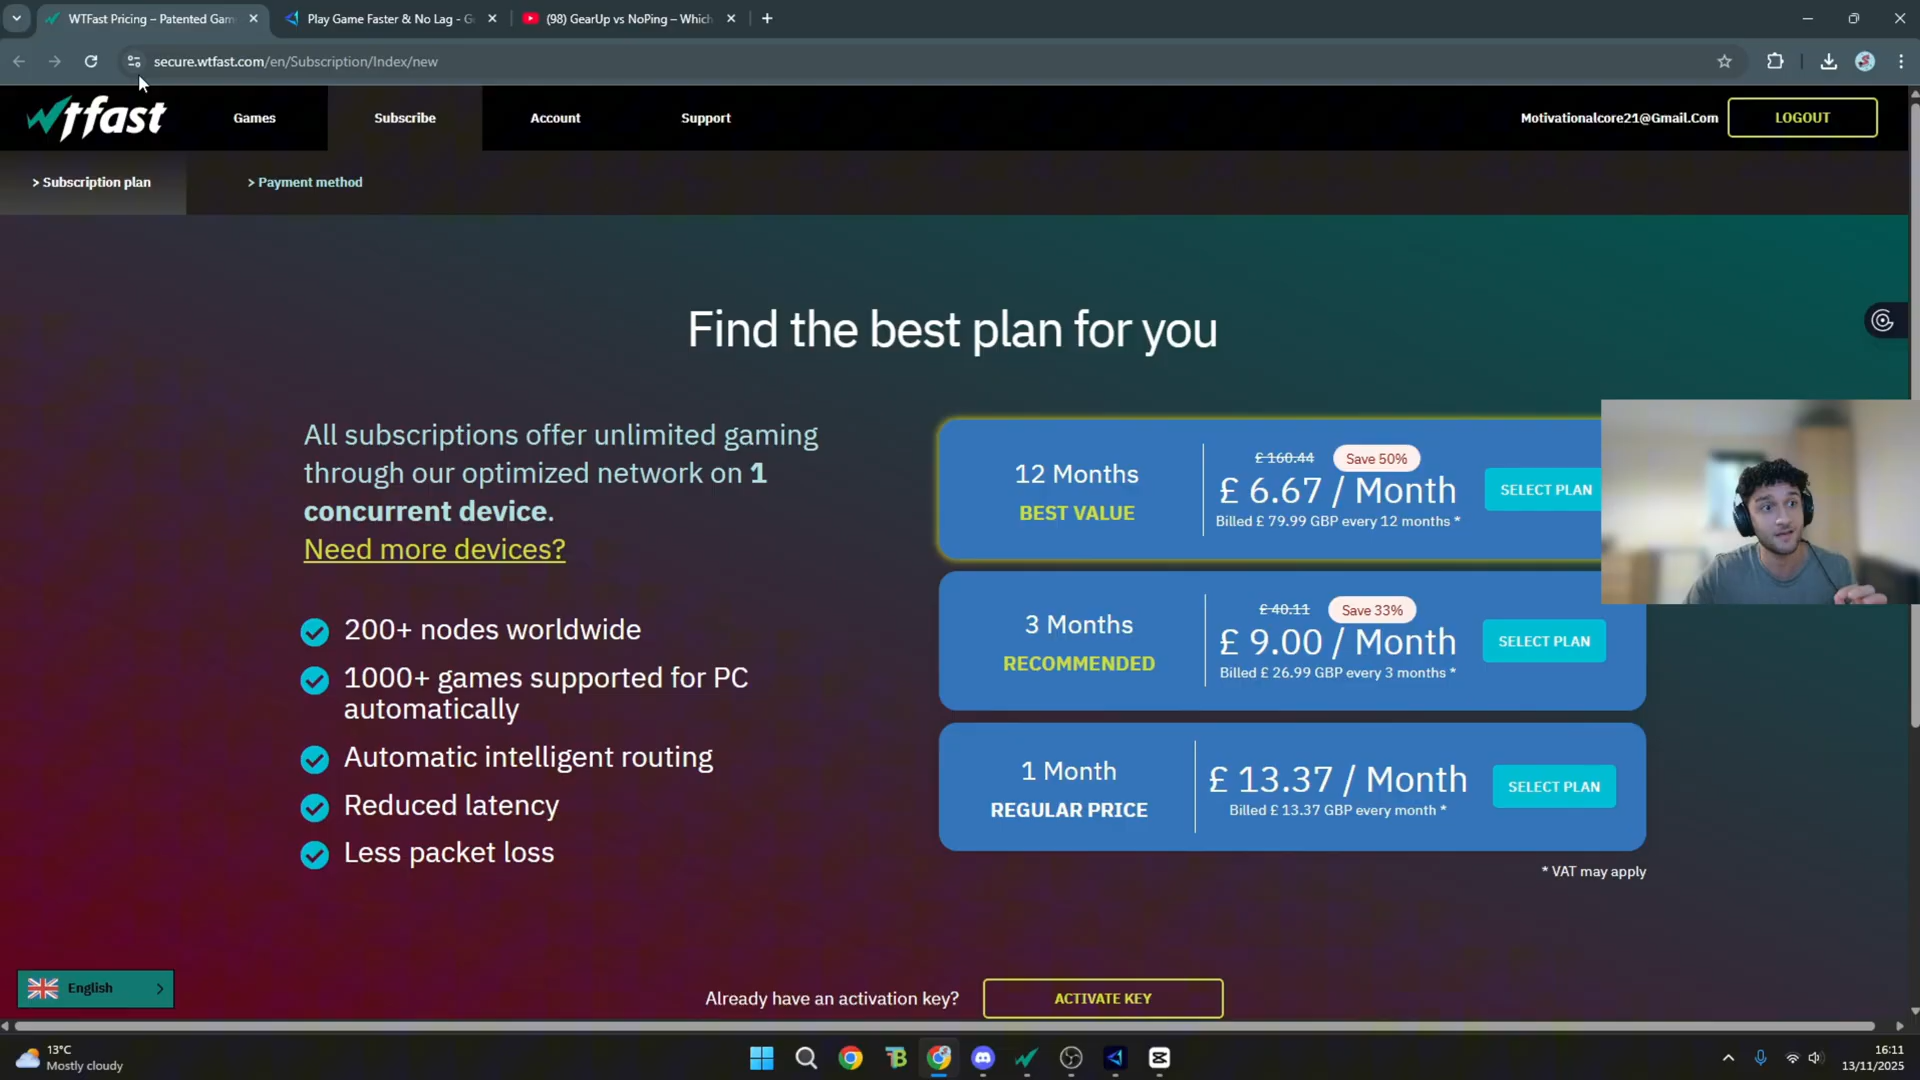 WTFast Pricing – Patented Gam
Play Game Faster & No Lag - G
(98) GearUp vs NoPing – Which
secure.wtfast.com/en/Subscription/Index/new
wtfast
Games
Subscribe
Account
Support
Motivationalcore21@Gmail.Com
LOGOUT
> Subscription plan
> Payment method
Find the best plan for you
All subscriptions offer unlimited gaming
through our optimized network on 1
concurrent device.
Need more devices?
200+ nodes worldwide
1000+ games supported for PC
automatically
Automatic intelligent routing
Reduced latency
Less packet loss
12 Months
BEST VALUE
£ 160.44
Save 50%
£ 6.67 / Month
Billed £ 79.99 GBP every 12 months *
SELECT PLAN
3 Months
RECOMMENDED
£ 40.11
Save 33%
£ 9.00 / Month
Billed £ 26.99 GBP every 3 months *
SELECT PLAN
1 Month
REGULAR PRICE
£ 13.37 / Month
Billed £ 13.37 GBP every month *
SELECT PLAN
* VAT may apply
Already have an activation key?
ACTIVATE KEY
English
13°C
Mostly cloudy
16:11
13/11/2025